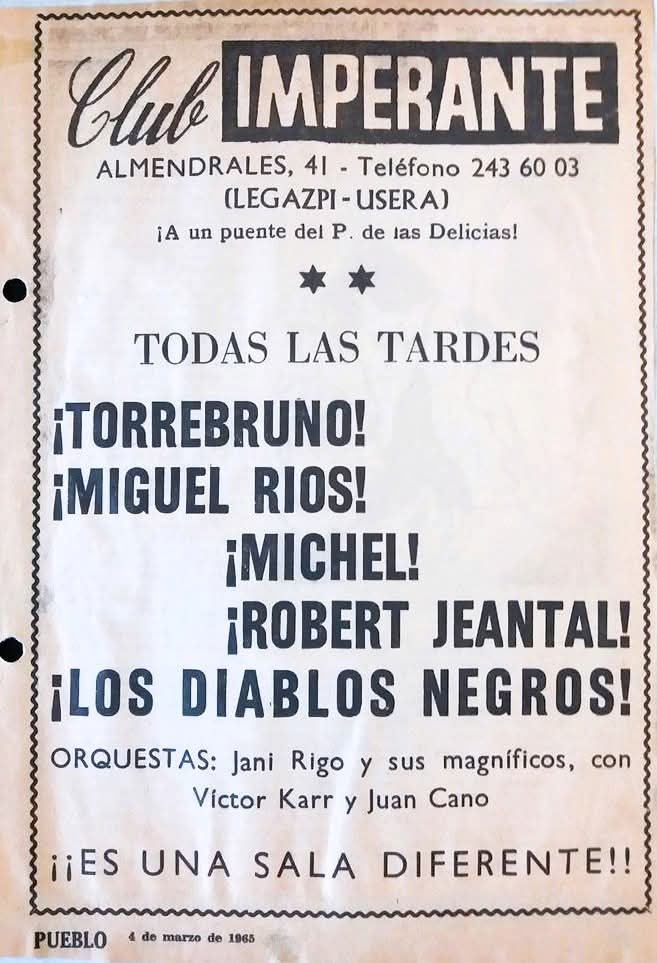 Club IMPERANTE
ALMENDRALES, 41 - Teléfono 243 60 03
(LEGAZPI - USERA)
¡A un puente del P. de las Delicias!
TODAS LAS TARDES
¡TORREBRUNO!
¡MIGUEL RIOS!
¡MICHEL!
¡ROBERT JEANTAL!
¡LOS DIABLOS NEGROS!
ORQUESTAS: Jani Rigo y sus magníficos, con
Víctor Karr y Juan Cano
¡¡ES UNA SALA DIFERENTE!!
PUEBLO 4 de marzo de 1965